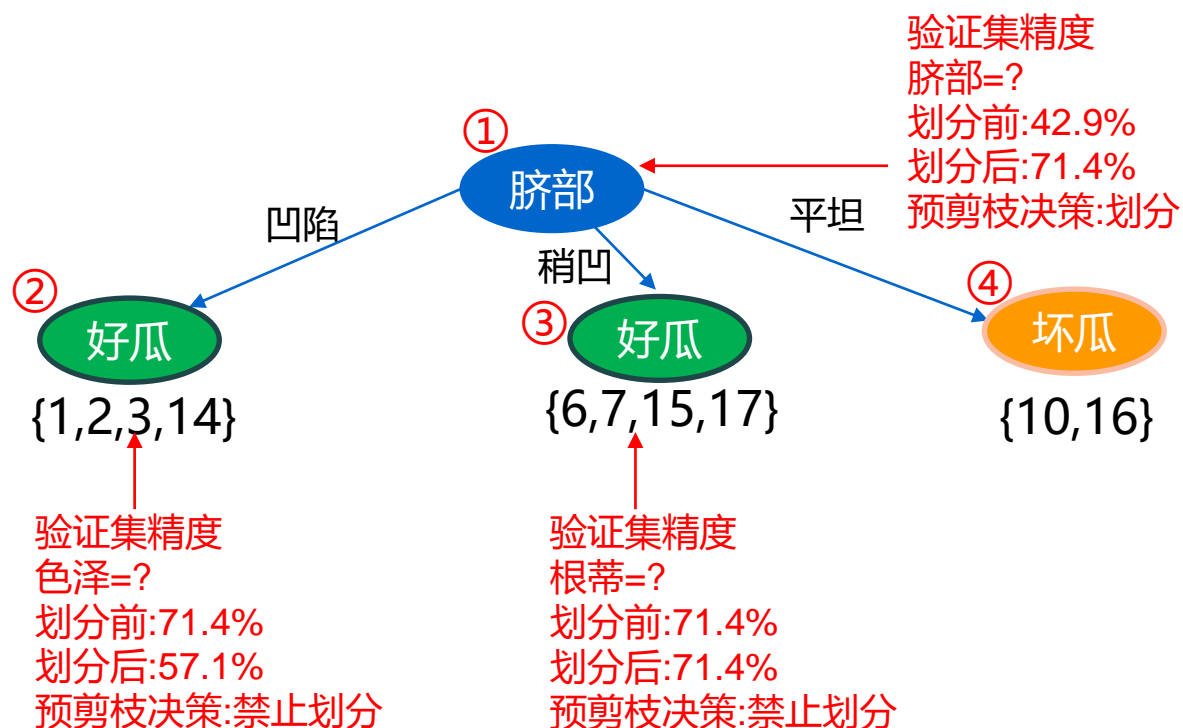 验证集精度
脐部=?
划分前:42.9%
划分后:71.4%
预剪枝决策:划分
①
脐部
凹陷
稍凹
平坦
②
好瓜
{1,2,3,14}
③
好瓜
{6,7,15,17}
④
坏瓜
{10,16}
验证集精度
色泽=?
划分前:71.4%
划分后:57.1%
预剪枝决策:禁止划分
验证集精度
根蒂=?
划分前:71.4%
划分后:71.4%
预剪枝决策:禁止划分